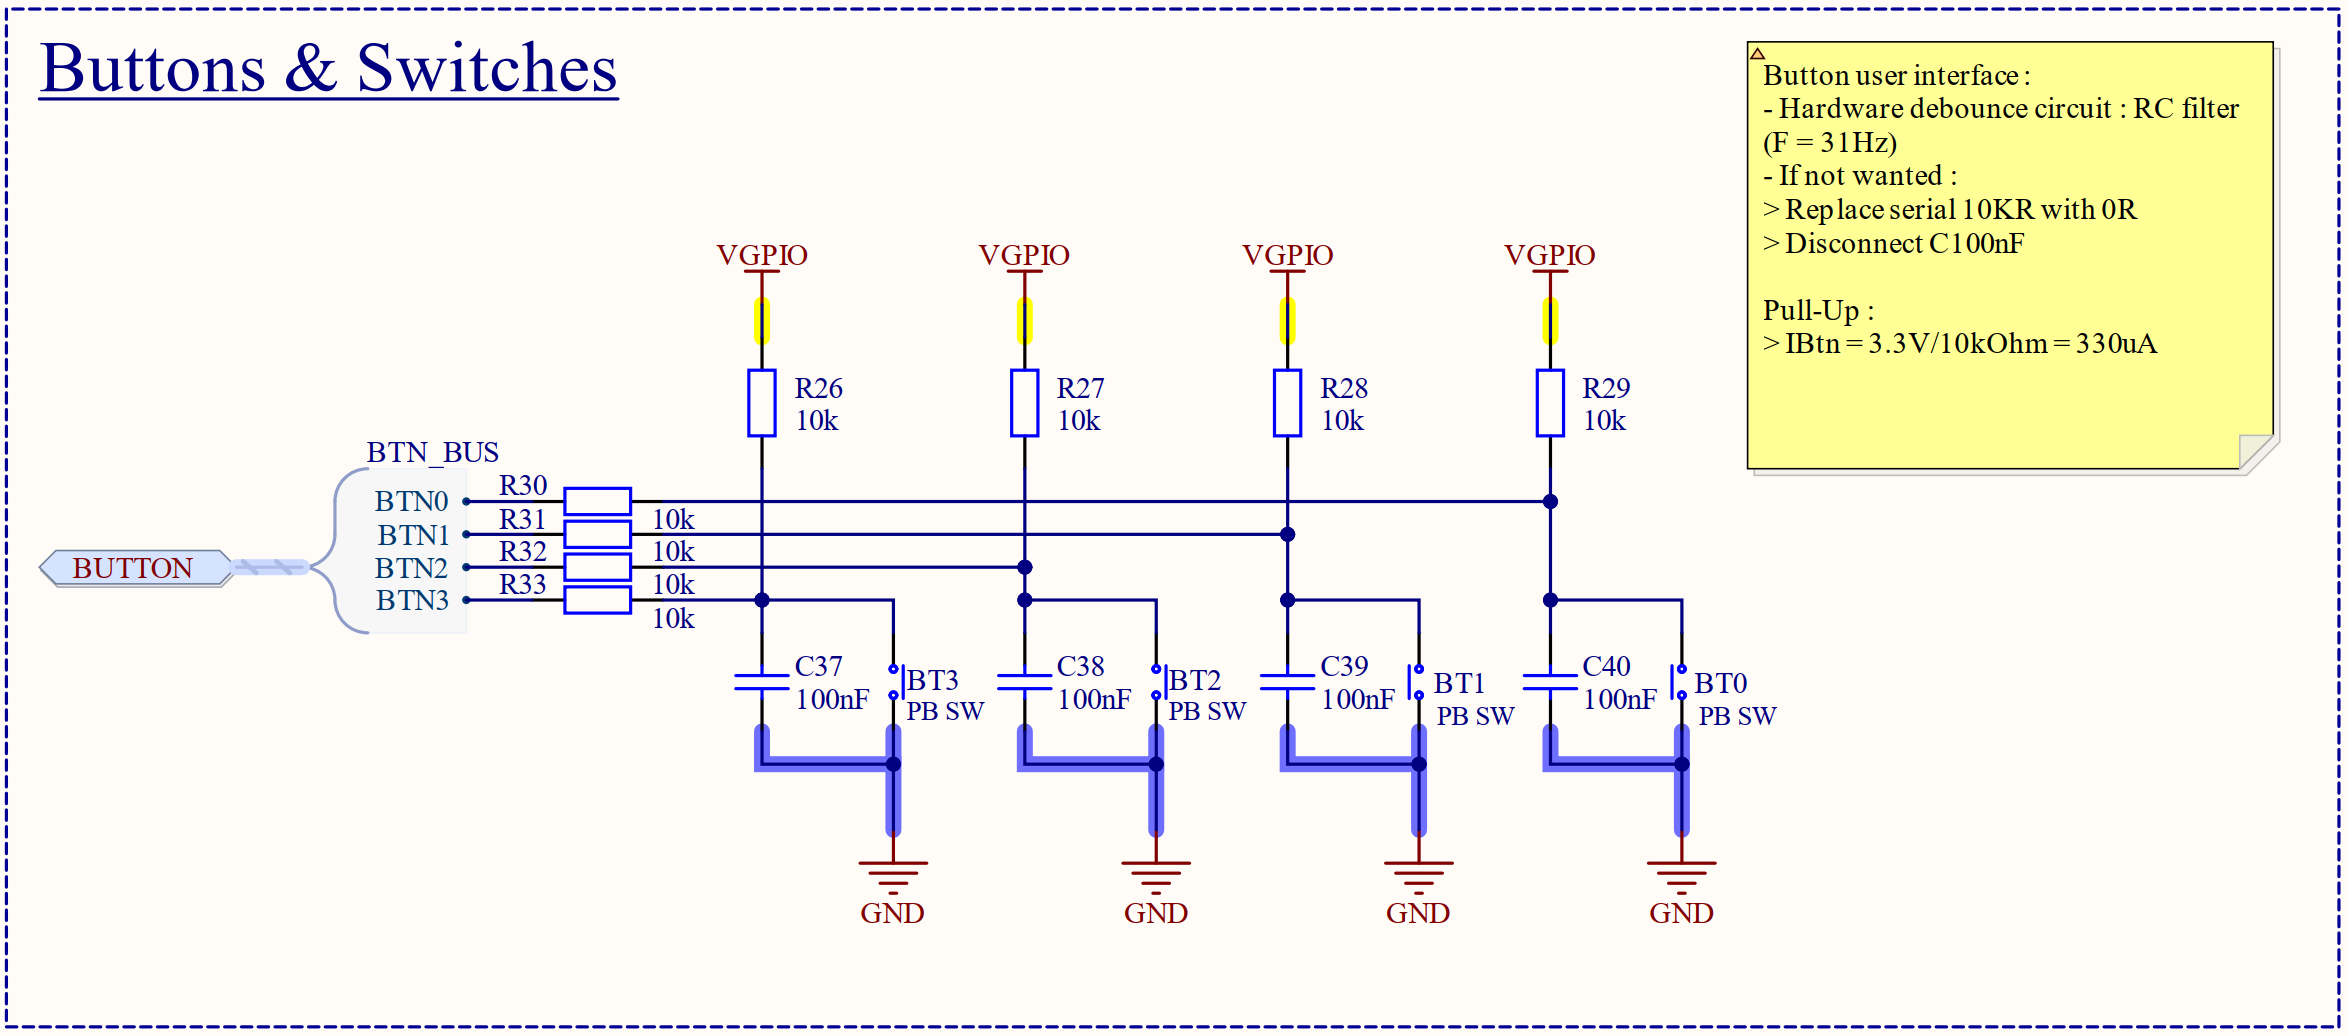 Buttons & Switches
Button user interface :
- Hardware debounce circuit : RC filter
(F = 31Hz)
- If not wanted :
> Replace serial 10KR with 0R
> Disconnect C100nF
Pull-Up :
> IBtn = 3.3V/10kOhm = 330uA
VGPIO VGPIO VGPIO VGPIO
R26 R27 R28 R29
10k 10k 10k 10k
BTN_BUS
BTN0 R30
10k
BTN1 R31
10k
BUTTON BTN2 R32
10k
BTN3 R33
10k
C37 BT3 C38 BT2 C39 BT1 C40 BT0
100nF PB SW 100nF PB SW 100nF PB SW 100nF PB SW
GND GND GND GND